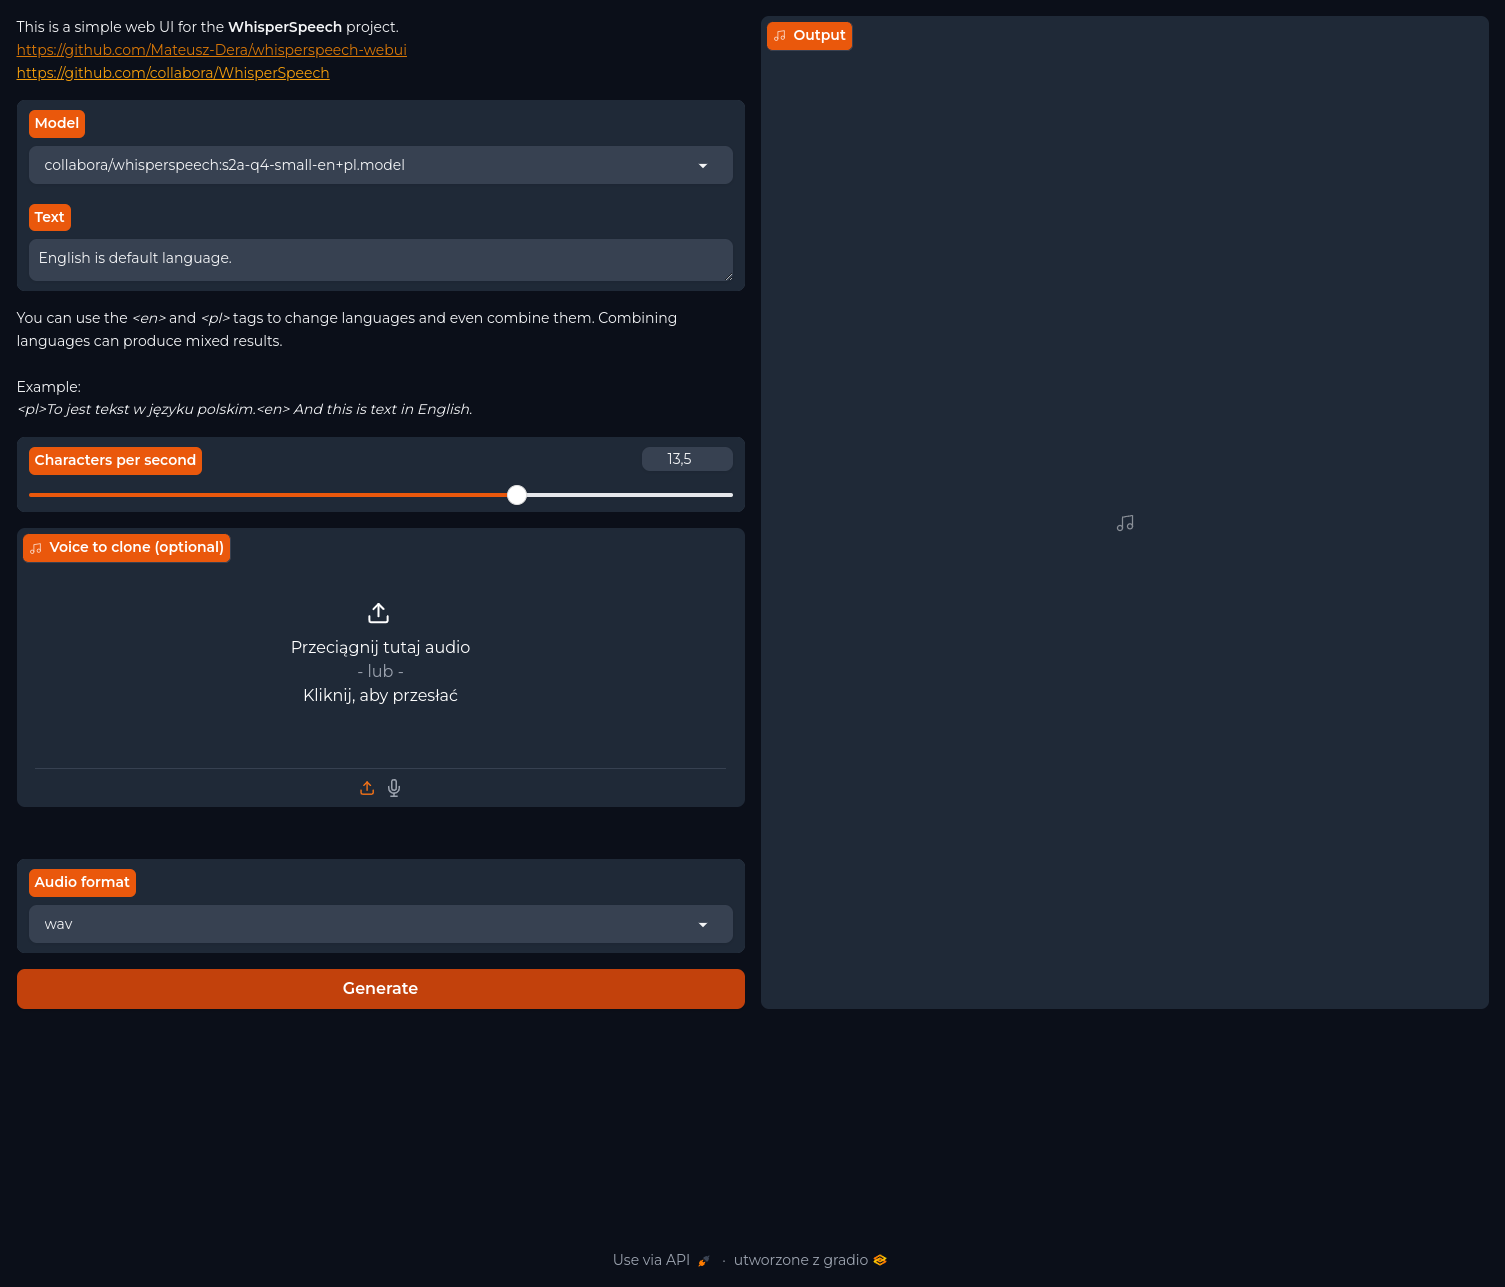 This is a simple web UI for the WhisperSpeech project.
https://github.com/Mateusz-Dera/whisperspeech-webui
https://github.com/collabora/WhisperSpeech
Model
collabora/whisperspeech:s2a-q4-small-en+pl.model
Text
English is default language.
You can use the <en> and <pl> tags to change languages and even combine them. Combining
languages can produce mixed results.
Example:
<pl>To jest tekst w języku polskim.<en> And this is text in English.
Characters per second
13,5
Voice to clone (optional)
Przeciągnij tutaj audio
- lub -
Kliknij, aby przesłać
Audio format
wav
Generate
Output
Use via API · utworzone z gradio